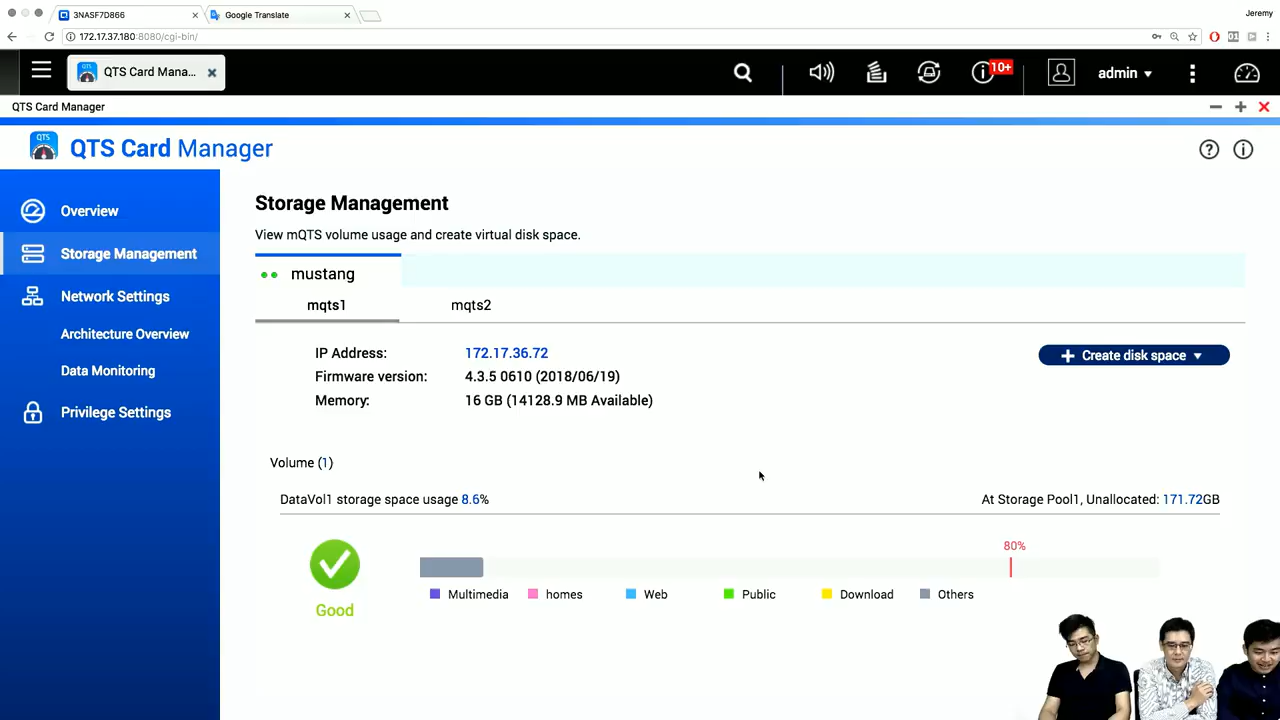 3NASF7D866
Google Translate
Jeremy
172.17.37.180:8080/cgi-bin/
QTS Card Mana...
10+
admin
QTS Card Manager
QTS
QTS Card Manager
Overview
Storage Management
Network Settings
Architecture Overview
Data Monitoring
Privilege Settings
Storage Management
View mQTS volume usage and create virtual disk space.
mustang
mqts1
mqts2
IP Address: 172.17.36.72
Create disk space
Firmware version: 4.3.5 0610 (2018/06/19)
Memory: 16 GB (14128.9 MB Available)
Volume (1)
DataVol1 storage space usage 8.6%
At Storage Pool1, Unallocated: 171.72GB
80%
Good
Multimedia
homes
Web
Public
Download
Others